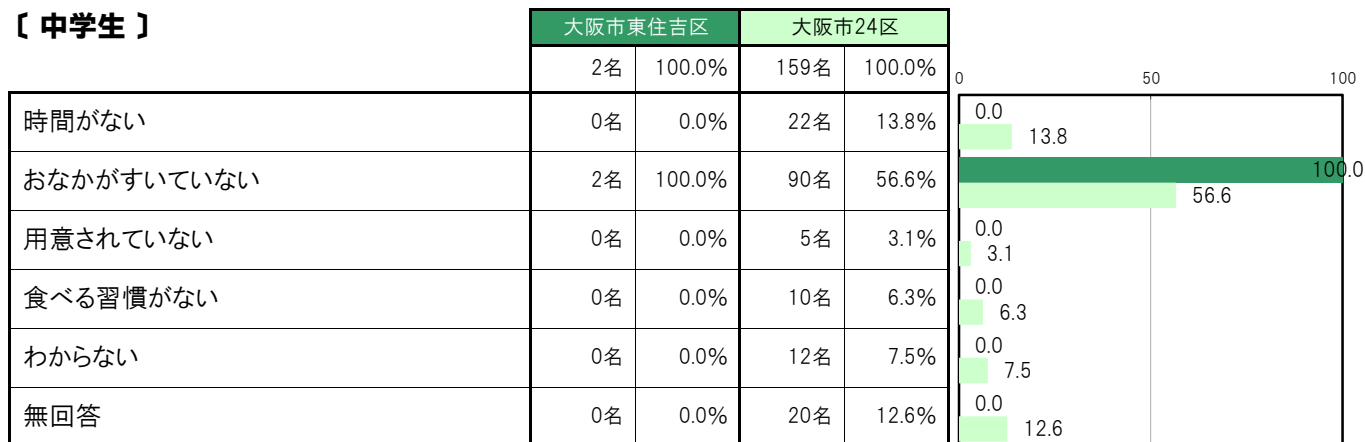 〔 中学生 〕
大阪市東住吉区 大阪市24区
2名 100.0% 159名 100.0%
0 50 100
時間がない 0名 0.0% 22名 13.8%
0.0
13.8
おなかがすいていない 2名 100.0% 90名 56.6%
100.0
56.6
用意されていない 0名 0.0% 5名 3.1%
0.0
3.1
食べる習慣がない 0名 0.0% 10名 6.3%
0.0
6.3
わからない 0名 0.0% 12名 7.5%
0.0
7.5
無回答 0名 0.0% 20名 12.6%
0.0
12.6